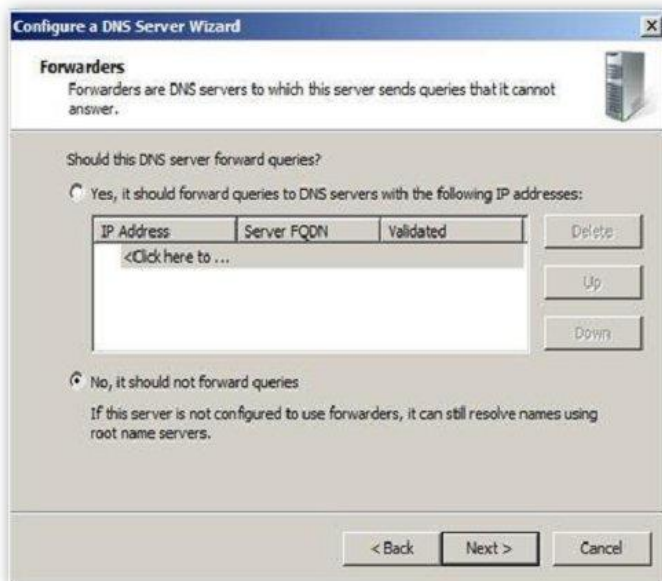 Configure a DNS Server Wizard
Forwarders
Forwarders are DNS servers to which this server sends queries that it cannot
answer.
Should this DNS server forward queries?
Yes, it should forward queries to DNS servers with the following IP addresses:
IP Address Server FQDN Validated
<Click here to ...
Delete
Up
Down
No, it should not forward queries
If this server is not configured to use forwarders, it can still resolve names using
root name servers.
< Back Next > Cancel